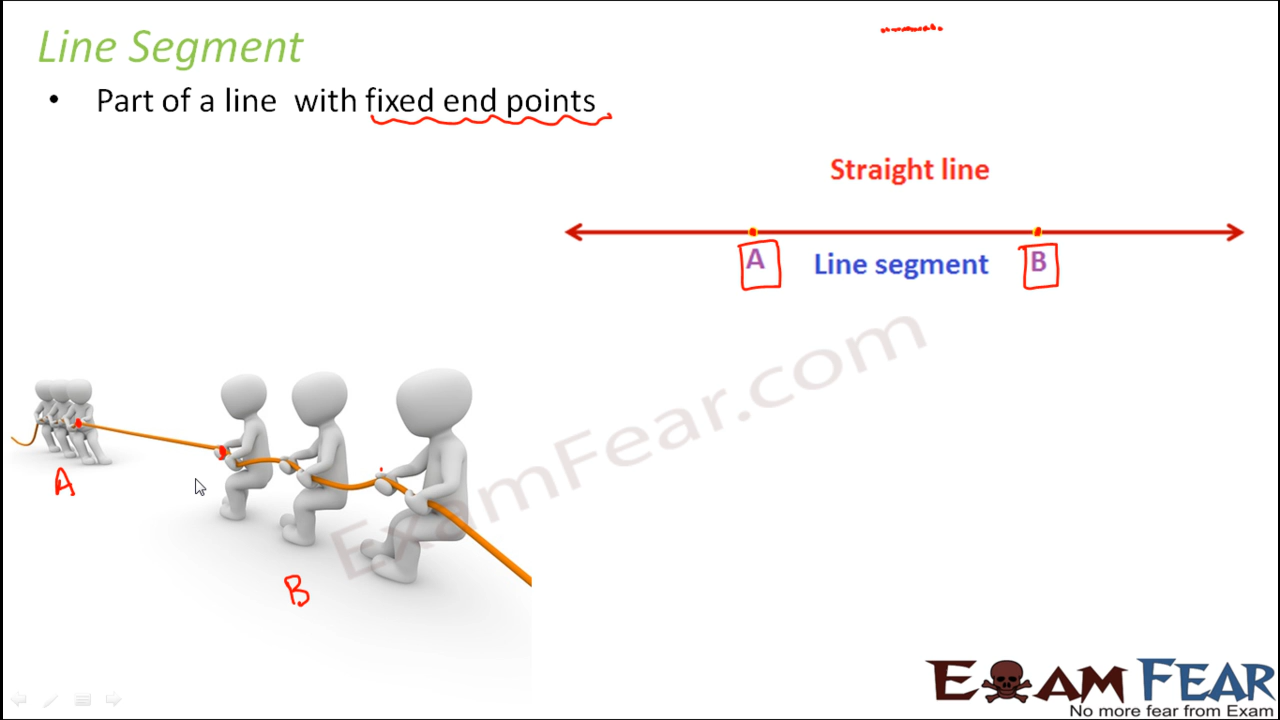 Line Segment
• Part of a line with fixed end points
Straight line
A Line segment B
A
B
ExamFear.com
EXAM FEAR
No more fear from Exam